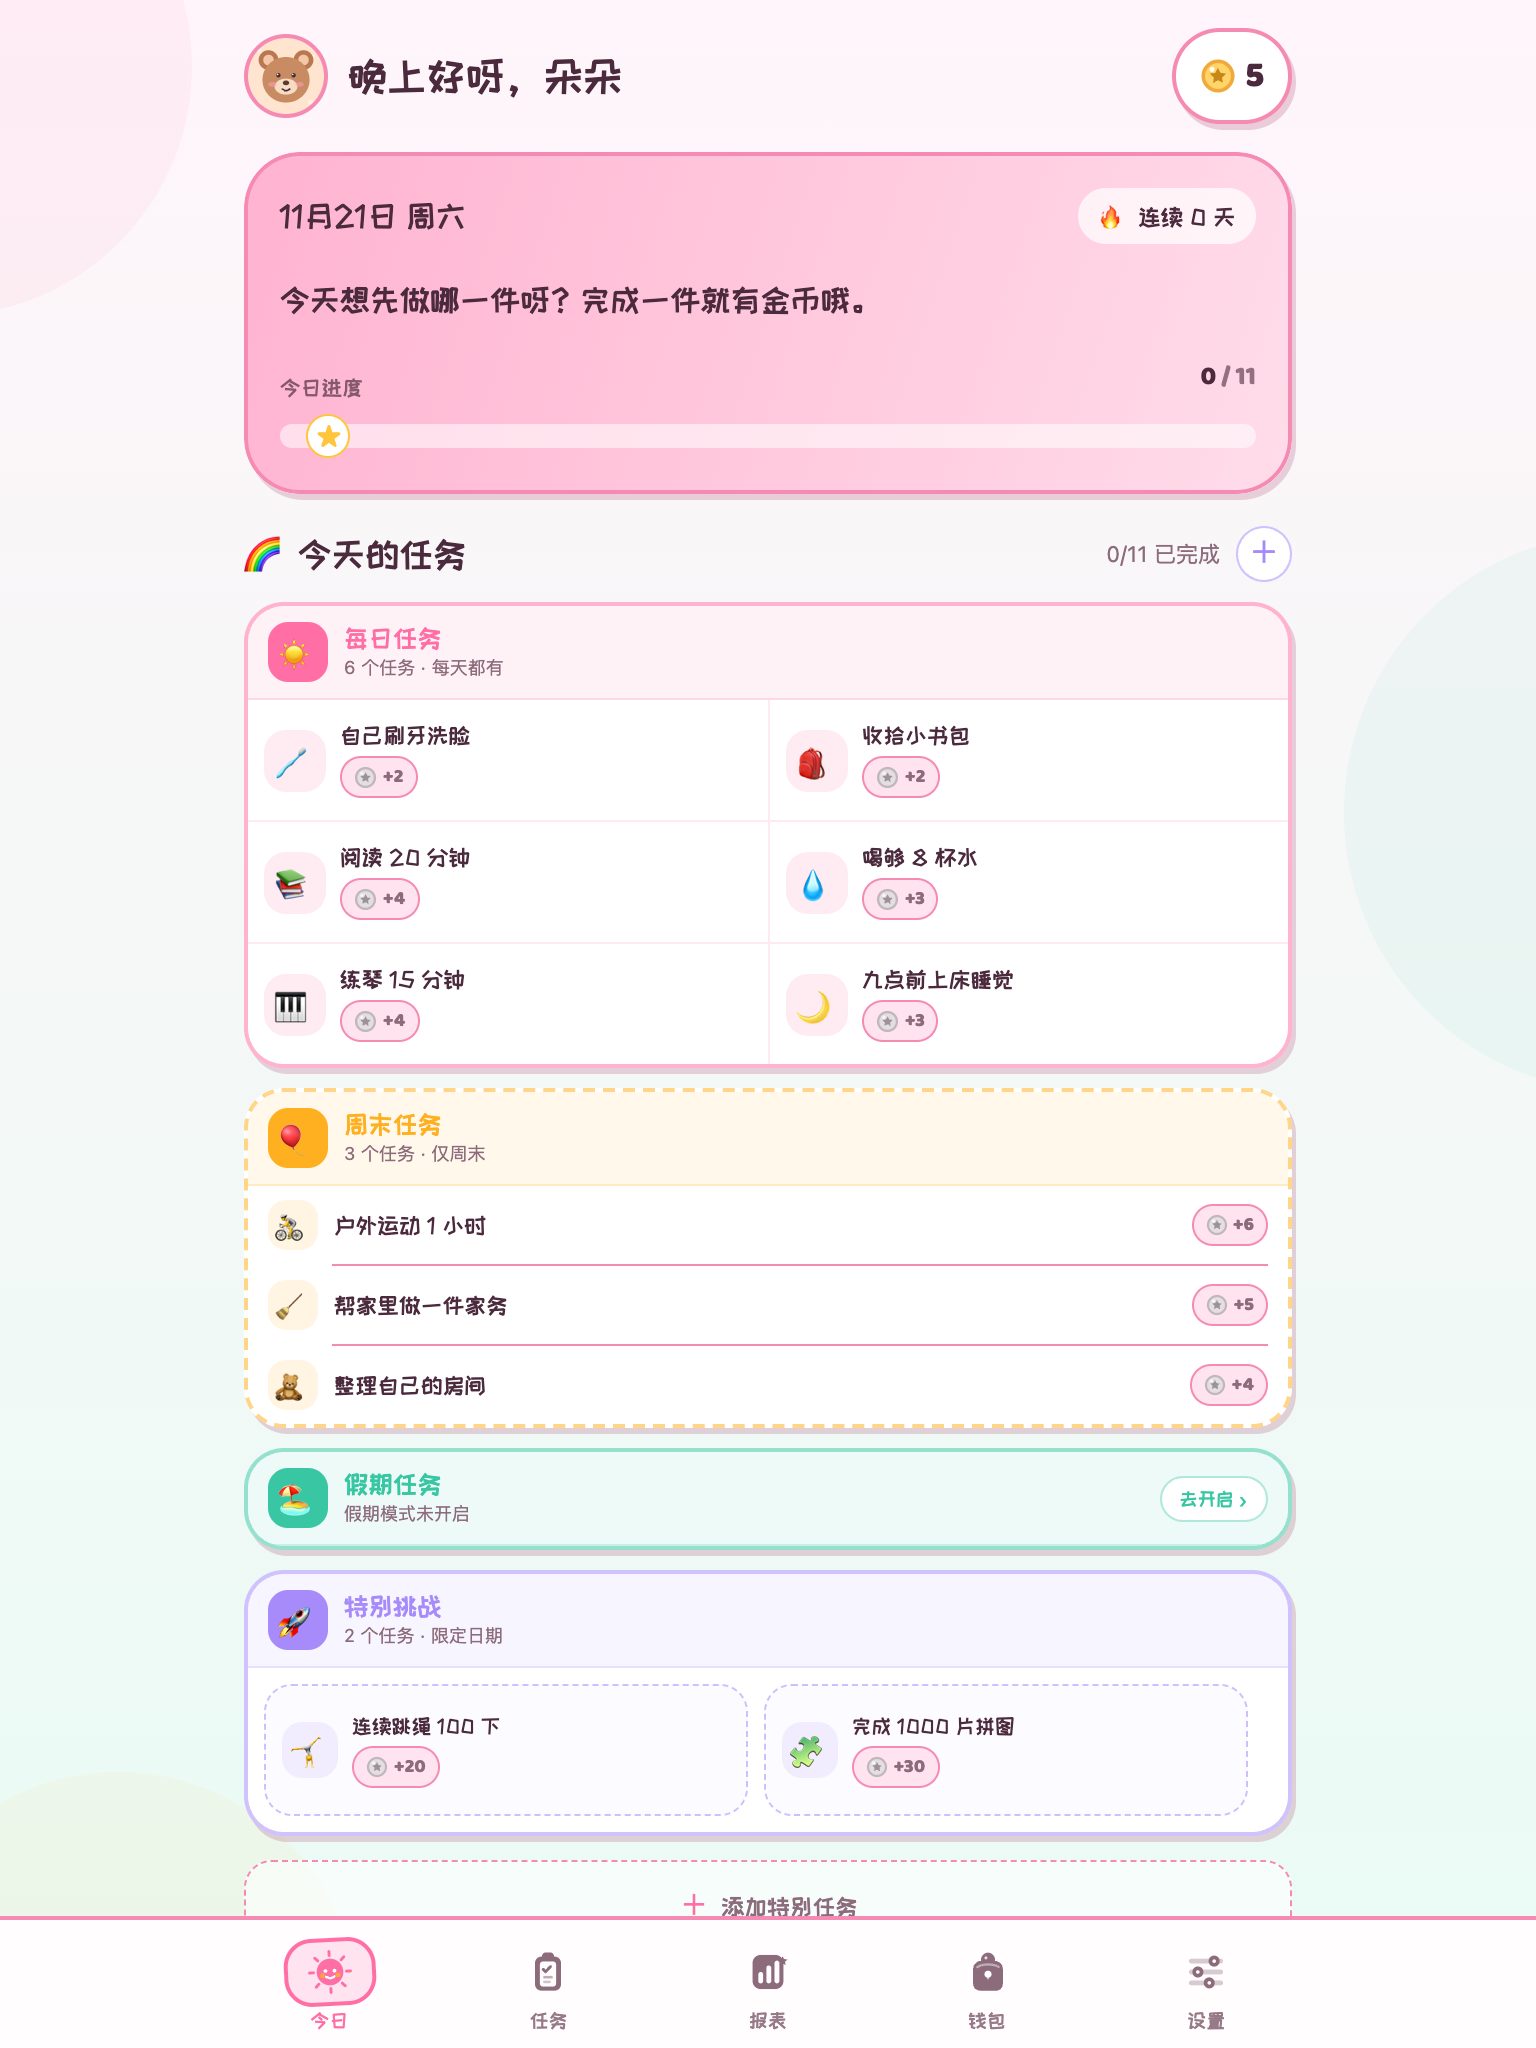 晚上好呀，朵朵
5
11月21日 周六
连续 0 天
今天想先做哪一件呀？完成一件就有金币哦。
今日进度
0/11
今天的任务
0/11 已完成
每日任务
6 个任务 · 每天都有
自己刷牙洗脸
+2
收拾小书包
+2
阅读 20 分钟
+4
喝够 8 杯水
+3
练琴 15 分钟
+4
九点前上床睡觉
+3
周末任务
3 个任务 · 仅周末
户外运动 1 小时
+6
帮家里做一件家务
+5
整理自己的房间
+4
假期任务
假期模式未开启
去开启 ›
特别挑战
2 个任务 · 限定日期
连续跳绳 100 下
+20
完成 1000 片拼图
+30
添加特别任务
今日
任务
报表
钱包
设置